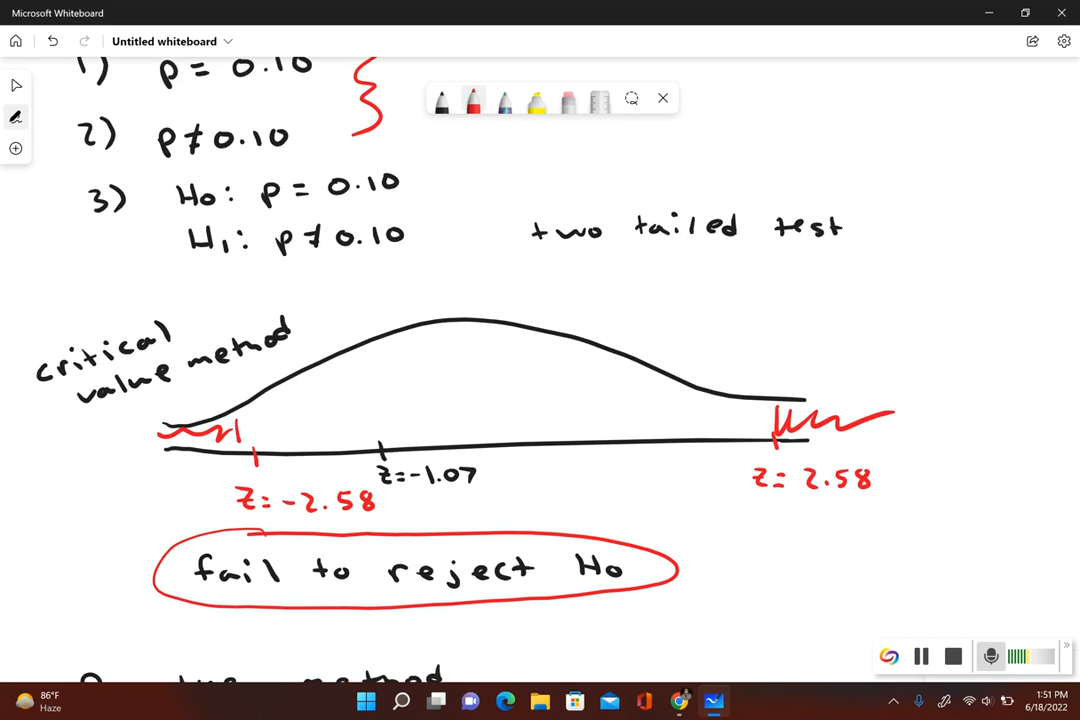 Microsoft Whiteboard
Untitled whiteboard
1) p = 0.10
2) p ≠ 0.10
3) Ho: p = 0.10
H1: p ≠ 0.10
two tailed test
critical
value method
z=-1.07
z=-2.58
z= 2.58
fail to reject Ho
method
86°F
Haze
1:51 PM
6/18/2022